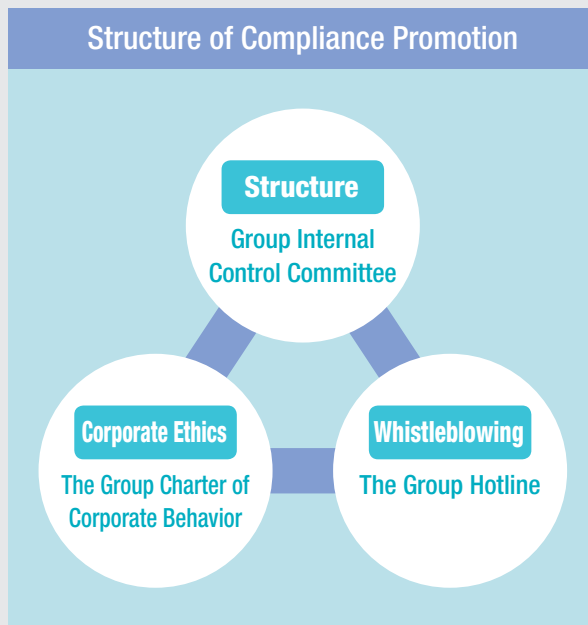 Structure of Compliance Promotion
Structure
Group Internal
Control Committee
Corporate Ethics
The Group Charter of
Corporate Behavior
Whistleblowing
The Group Hotline